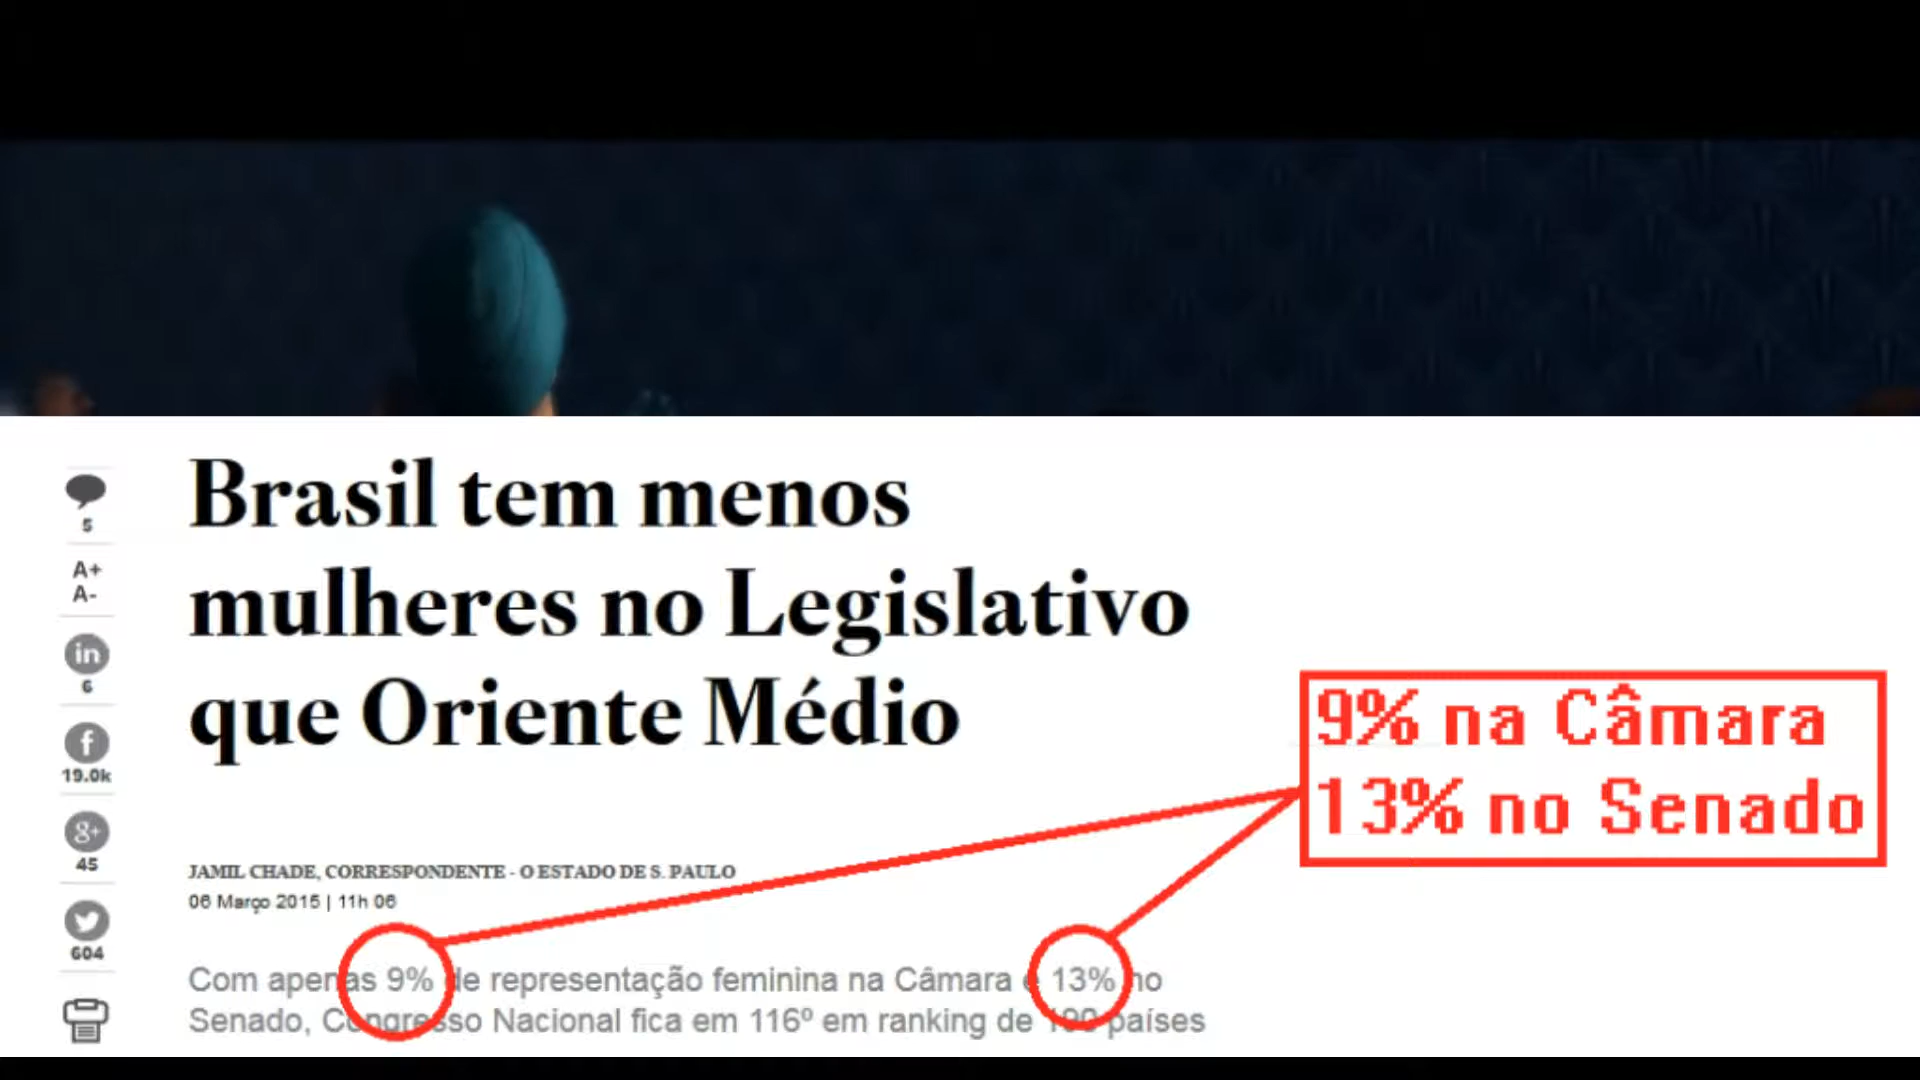 Brasil tem menos
mulheres no Legislativo
que Oriente Médio
5
A+
A-
in
6
f
19.0k
g+
45
604
9% na Câmara
13% no Senado
JAMIL CHADE, CORRESPONDENTE - O ESTADO DE S. PAULO
06 Março 2015 | 11h 06
Com apenas 9% de representação feminina na Câmara e 13% no
Senado, Congresso Nacional fica em 116º em ranking de 190 países